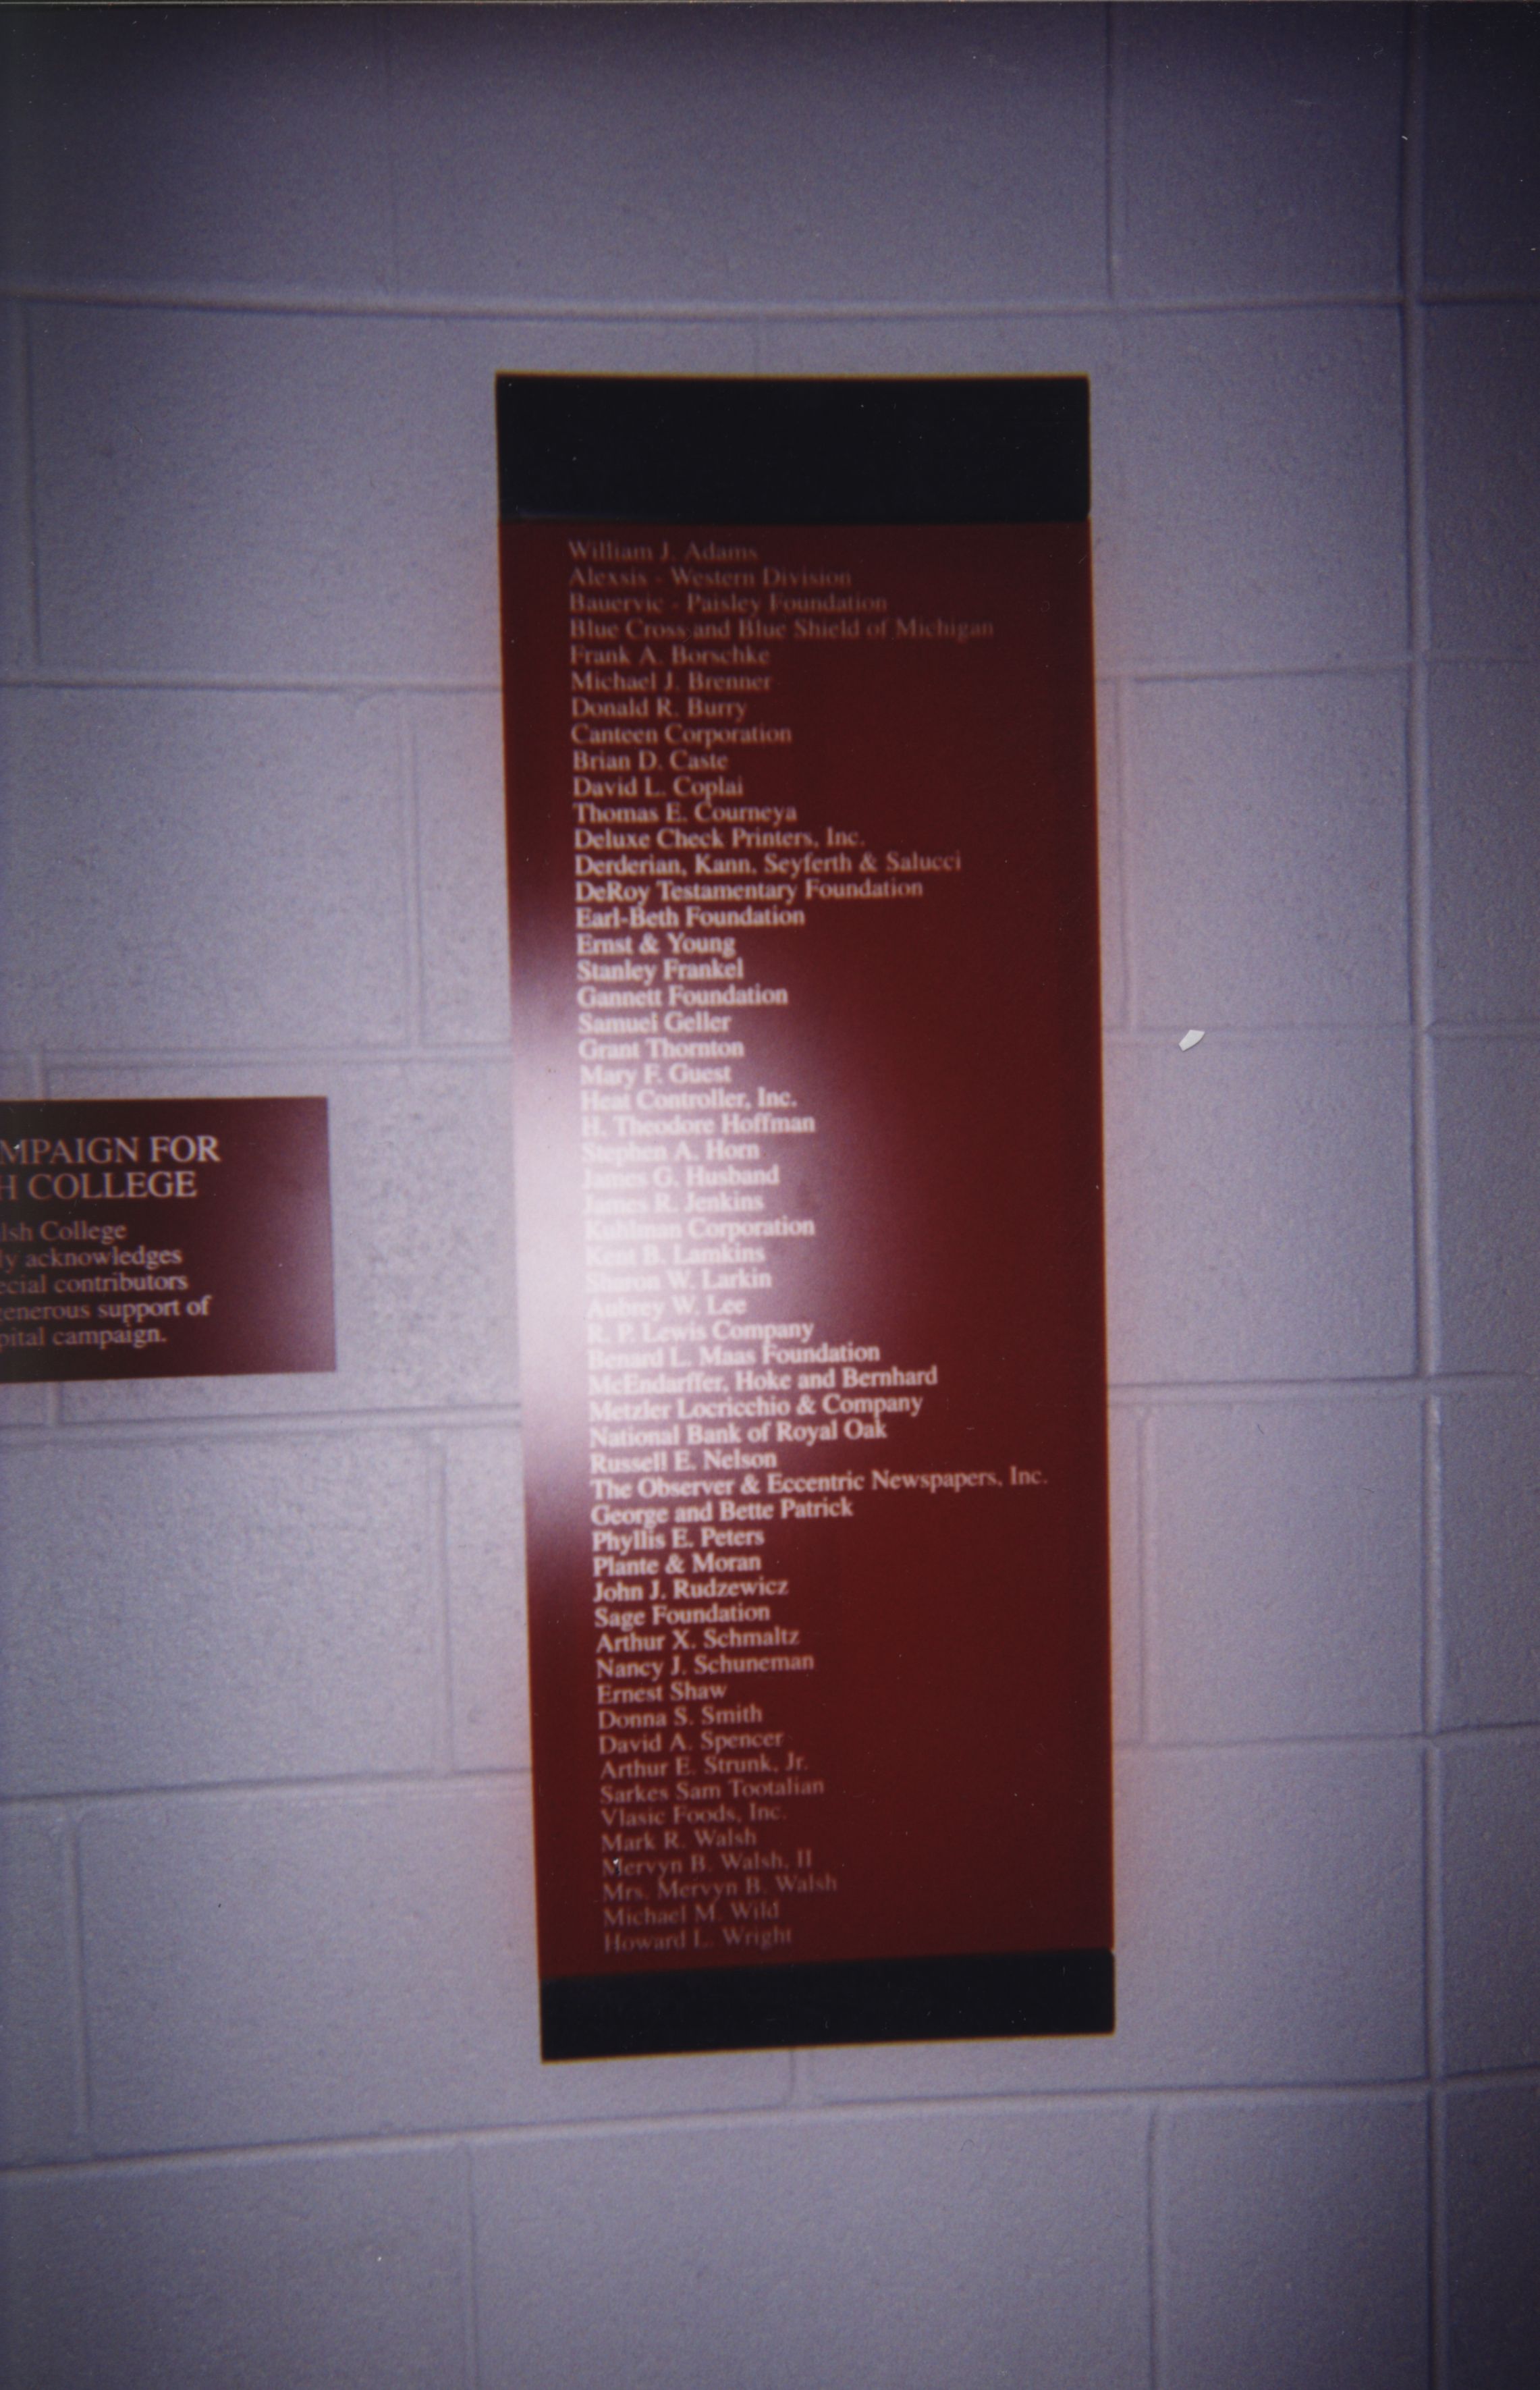 MPAIGN FOR
H COLLEGE
lsh College
ly acknowledges
ecial contributors
generous support of
pital campaign.
William J. Adams
Alexsis - Western Division
Bauervic - Paisley Foundation
Blue Cross and Blue Shield of Michigan
Frank A. Borschke
Michael J. Brenner
Donald R. Burry
Canteen Corporation
Brian D. Caste
David L. Coplai
Thomas E. Courneya
Deluxe Check Printers, Inc.
Derderian, Kann, Seyferth & Salucci
DeRoy Testamentary Foundation
Earl-Beth Foundation
Ernst & Young
Stanley Frankel
Gannett Foundation
Samuel Geller
Grant Thornton
Mary F. Guest
Heat Controller, Inc.
H. Theodore Hoffman
Stephen A. Horn
James G. Husband
James R. Jenkins
Kuhlman Corporation
Kent B. Lamkins
Sharon W. Larkin
Aubrey W. Lee
R. P. Lewis Company
Benard L. Maas Foundation
McEndarffer, Hoke and Bernhard
Metzler Locricchio & Company
National Bank of Royal Oak
Russell E. Nelson
The Observer & Eccentric Newspapers, Inc.
George and Bette Patrick
Phyllis E. Peters
Plante & Moran
John J. Rudzewicz
Sage Foundation
Arthur X. Schmaltz
Nancy J. Schuneman
Ernest Shaw
Donna S. Smith
David A. Spencer
Arthur E. Strunk, Jr.
Sarkes Sam Tootalian
Vlasic Foods, Inc.
Mark R. Walsh
Mervyn B. Walsh, II
Mrs. Mervyn B. Walsh
Michael M. Wild
Howard L. Wright